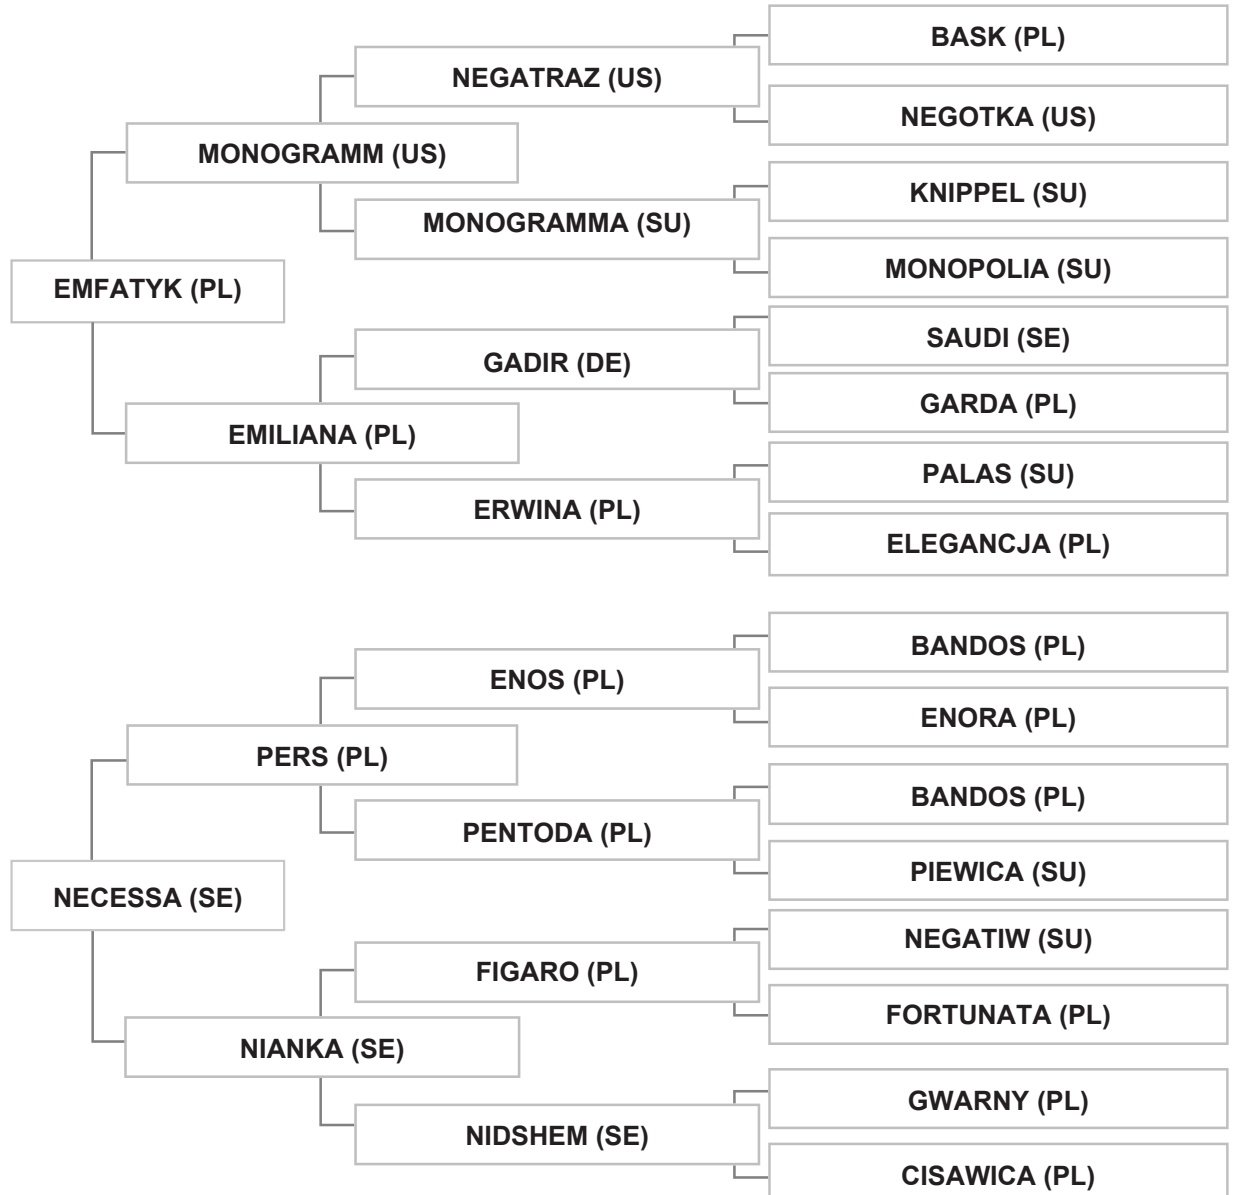 BASK (PL)
NEGATRAZ (US)
NEGOTKA (US)
MONOGRAMM (US)
KNIPPEL (SU)
MONOGRAMMA (SU)
MONOPOLIA (SU)
EMFATYK (PL)
SAUDI (SE)
GADIR (DE)
GARDA (PL)
EMILIANA (PL)
PALAS (SU)
ERWINA (PL)
ELEGANCJA (PL)
BANDOS (PL)
ENOS (PL)
ENORA (PL)
PERS (PL)
BANDOS (PL)
PENTODA (PL)
PIEWICA (SU)
NECESSA (SE)
NEGATIW (SU)
FIGARO (PL)
FORTUNATA (PL)
NIANKA (SE)
GWARNY (PL)
NIDSHEM (SE)
CISAWICA (PL)